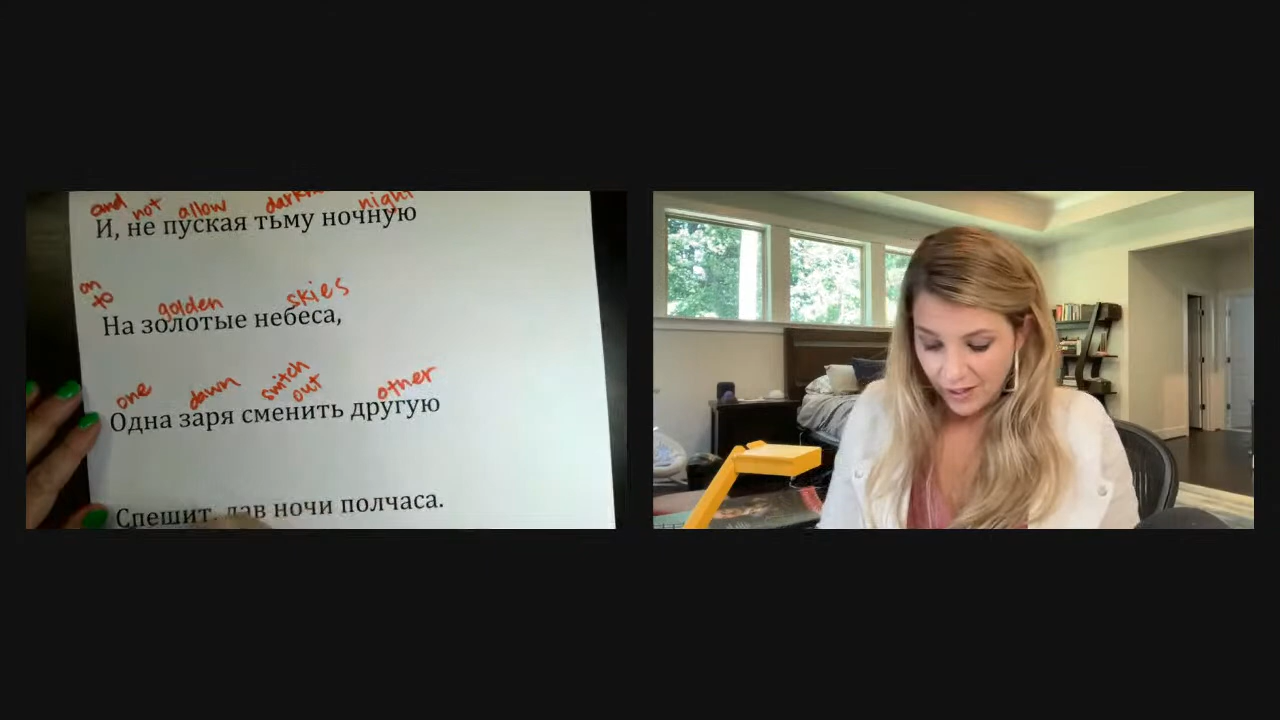 and not allow night
И, не пуская тьму ночную
on to golden skies
На золотые небеса,
one dawn switch out other
Одна заря сменить другую
Спешит, дав ночи полчаса.